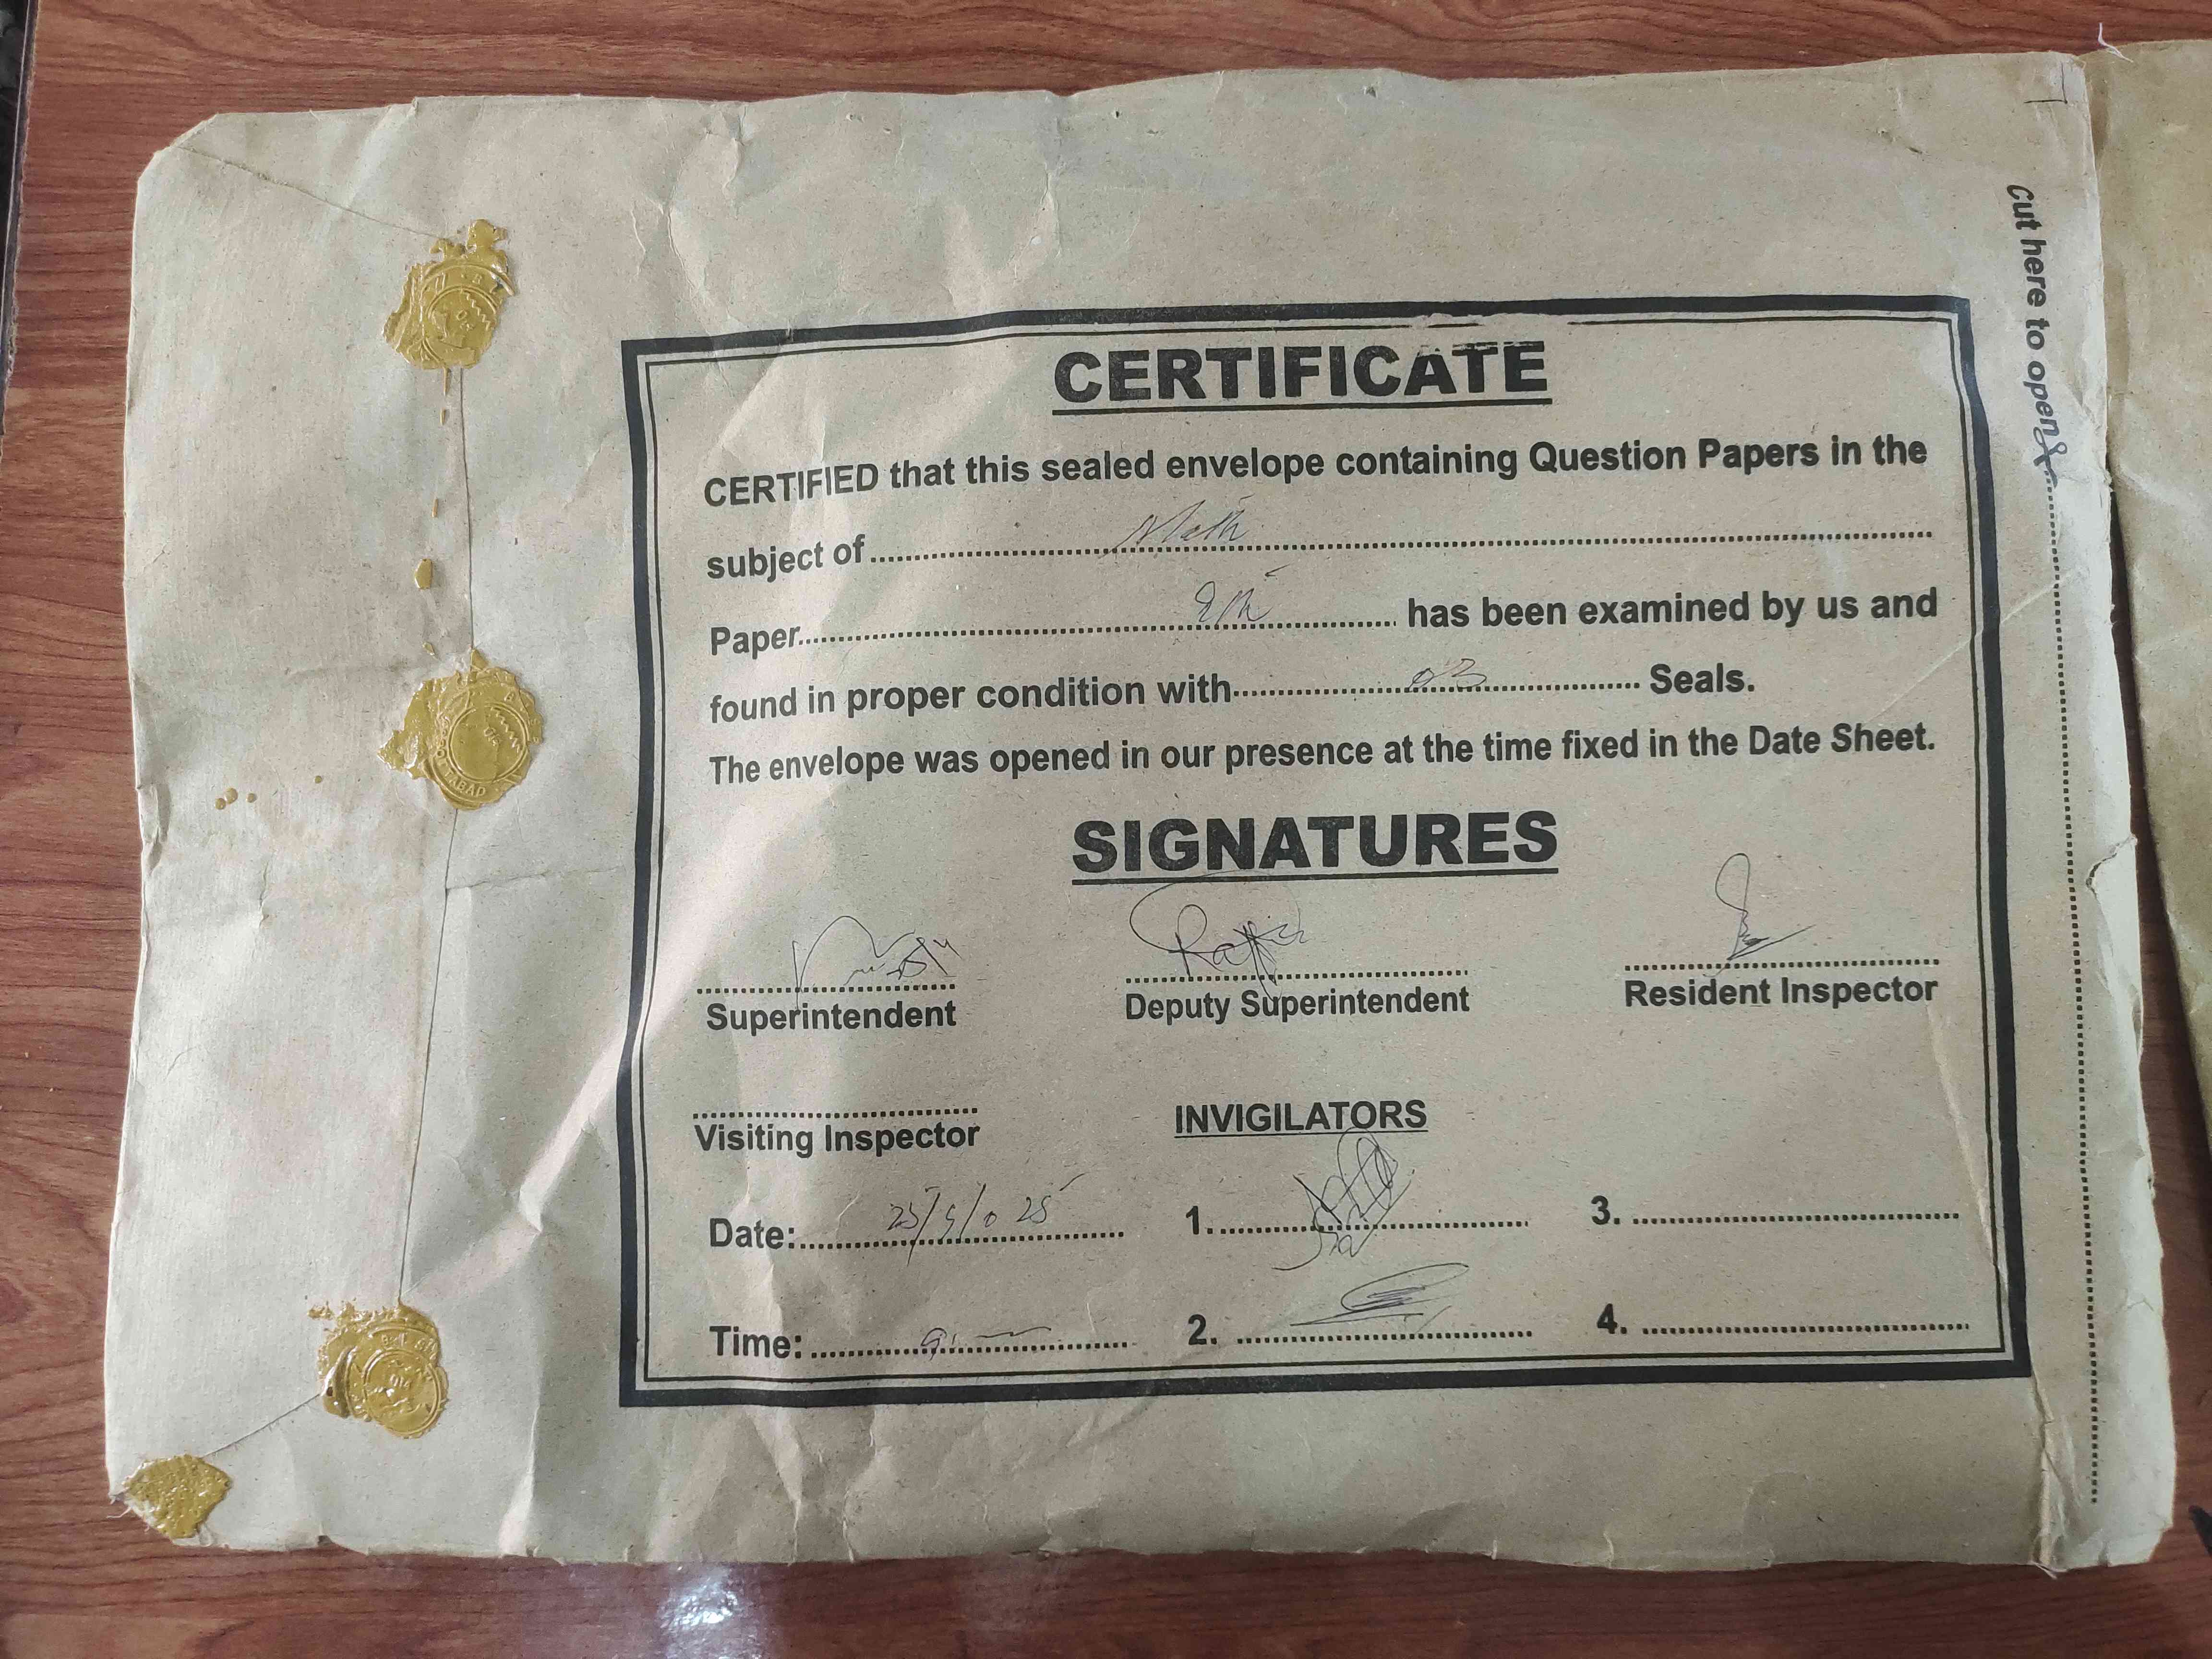 Cut here to open
CERTIFICATE
CERTIFIED that this sealed envelope containing Question Papers in the
subject of Math
Paper 9th has been examined by us and
found in proper condition with 03 Seals.
The envelope was opened in our presence at the time fixed in the Date Sheet.
SIGNATURES
Superintendent Deputy Superintendent Resident Inspector
Visiting Inspector INVIGILATORS
Date: 1. 3.
Time: 2. 4.